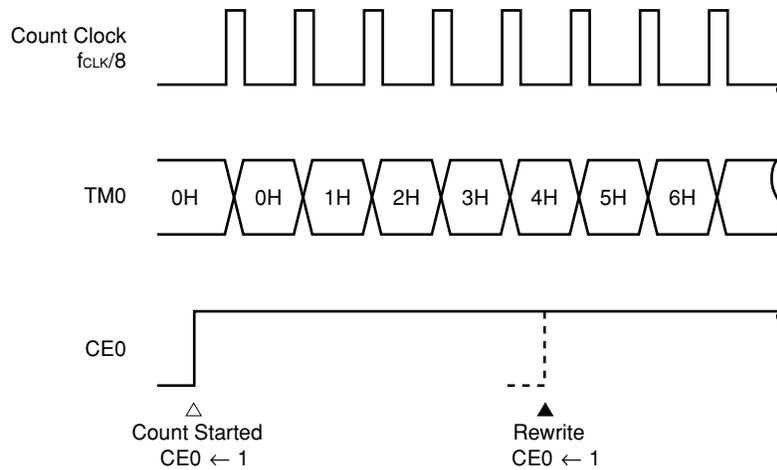 Count Clock
fCLK/8
TM0
0H 0H 1H 2H 3H 4H 5H 6H
CE0
Count Started
CE0 ← 1
Rewrite
CE0 ← 1